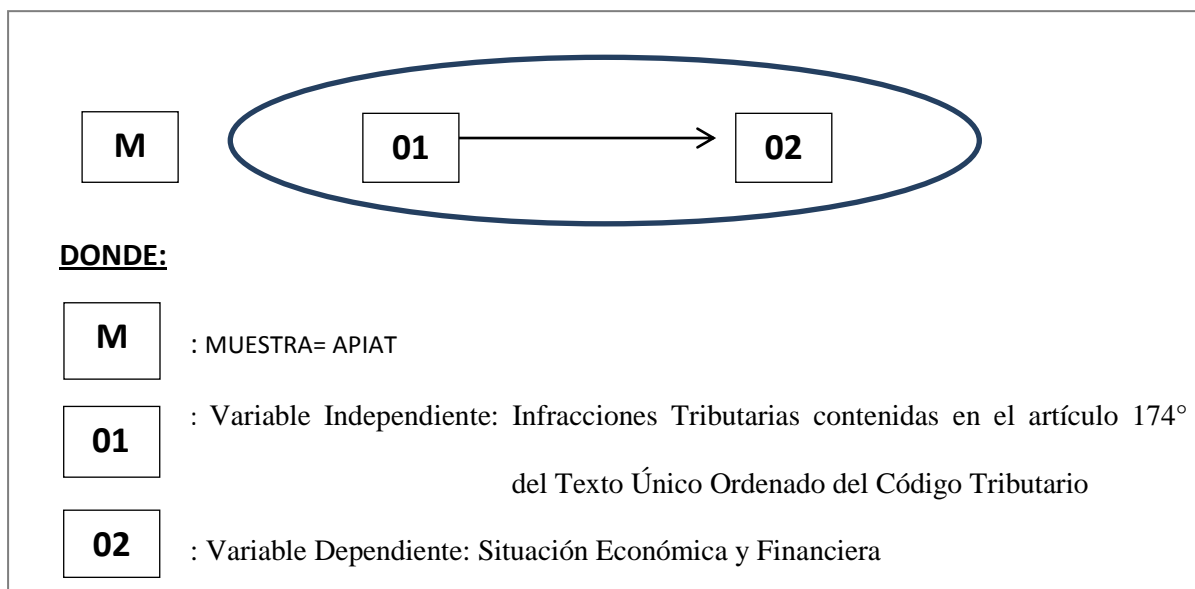 M 01 02
DONDE:
M : MUESTRA= APIAT
01 : Variable Independiente: Infracciones Tributarias contenidas en el artículo 174°
del Texto Único Ordenado del Código Tributario
02 : Variable Dependiente: Situación Económica y Financiera